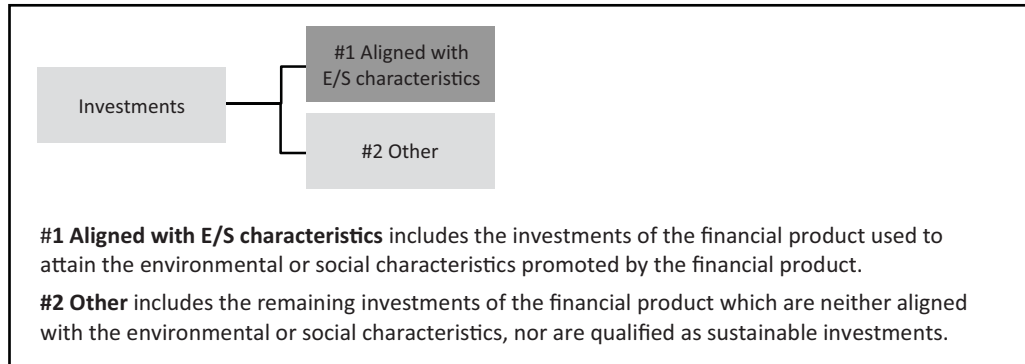 #1 Aligned with
E/S characteristics
Investments
#2 Other
#1 Aligned with E/S characteristics includes the investments of the financial product used to
attain the environmental or social characteristics promoted by the financial product.
#2 Other includes the remaining investments of the financial product which are neither aligned
with the environmental or social characteristics, nor are qualified as sustainable investments.